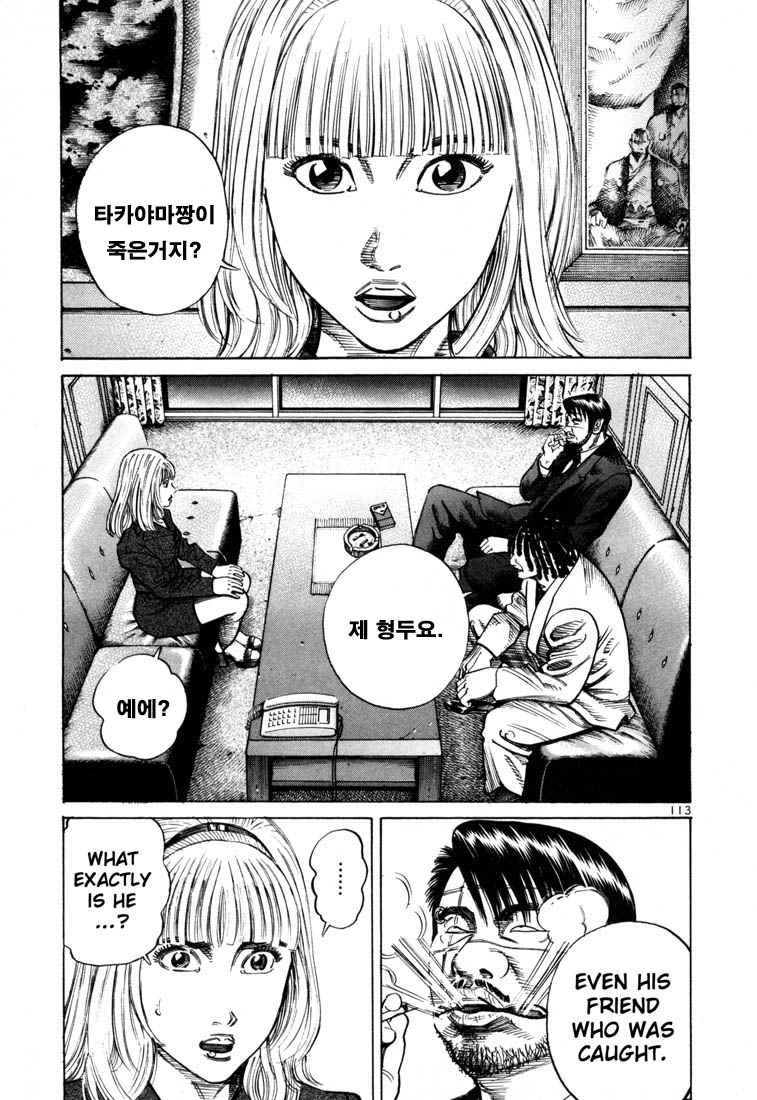 타카야마짱이
죽은거지?
제 형두요.
예에?
113
WHAT
EXACTLY
IS HE
...?
........
EVEN HIS
FRIEND
WHO WAS
CAUGHT.